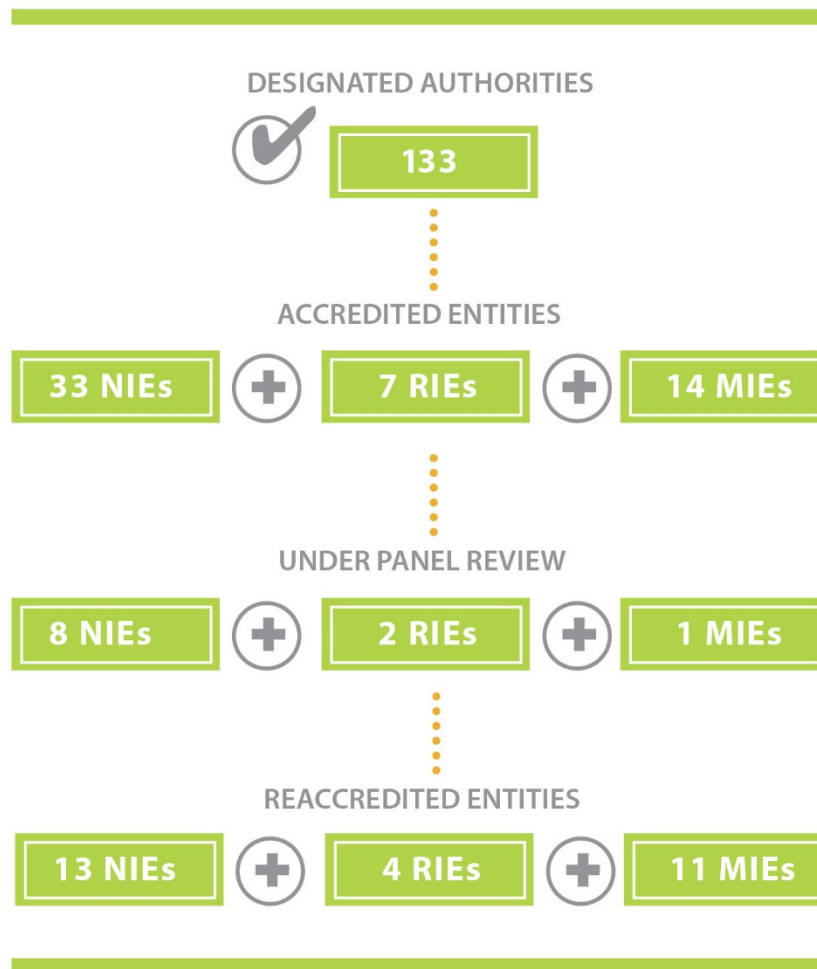 DESIGNATED AUTHORITIES
133
ACCREDITED ENTITIES
33 NIEs 7 RIEs 14 MIEs
UNDER PANEL REVIEW
8 NIEs 2 RIEs 1 MIEs
REACCREDITED ENTITIES
13 NIEs 4 RIEs 11 MIEs